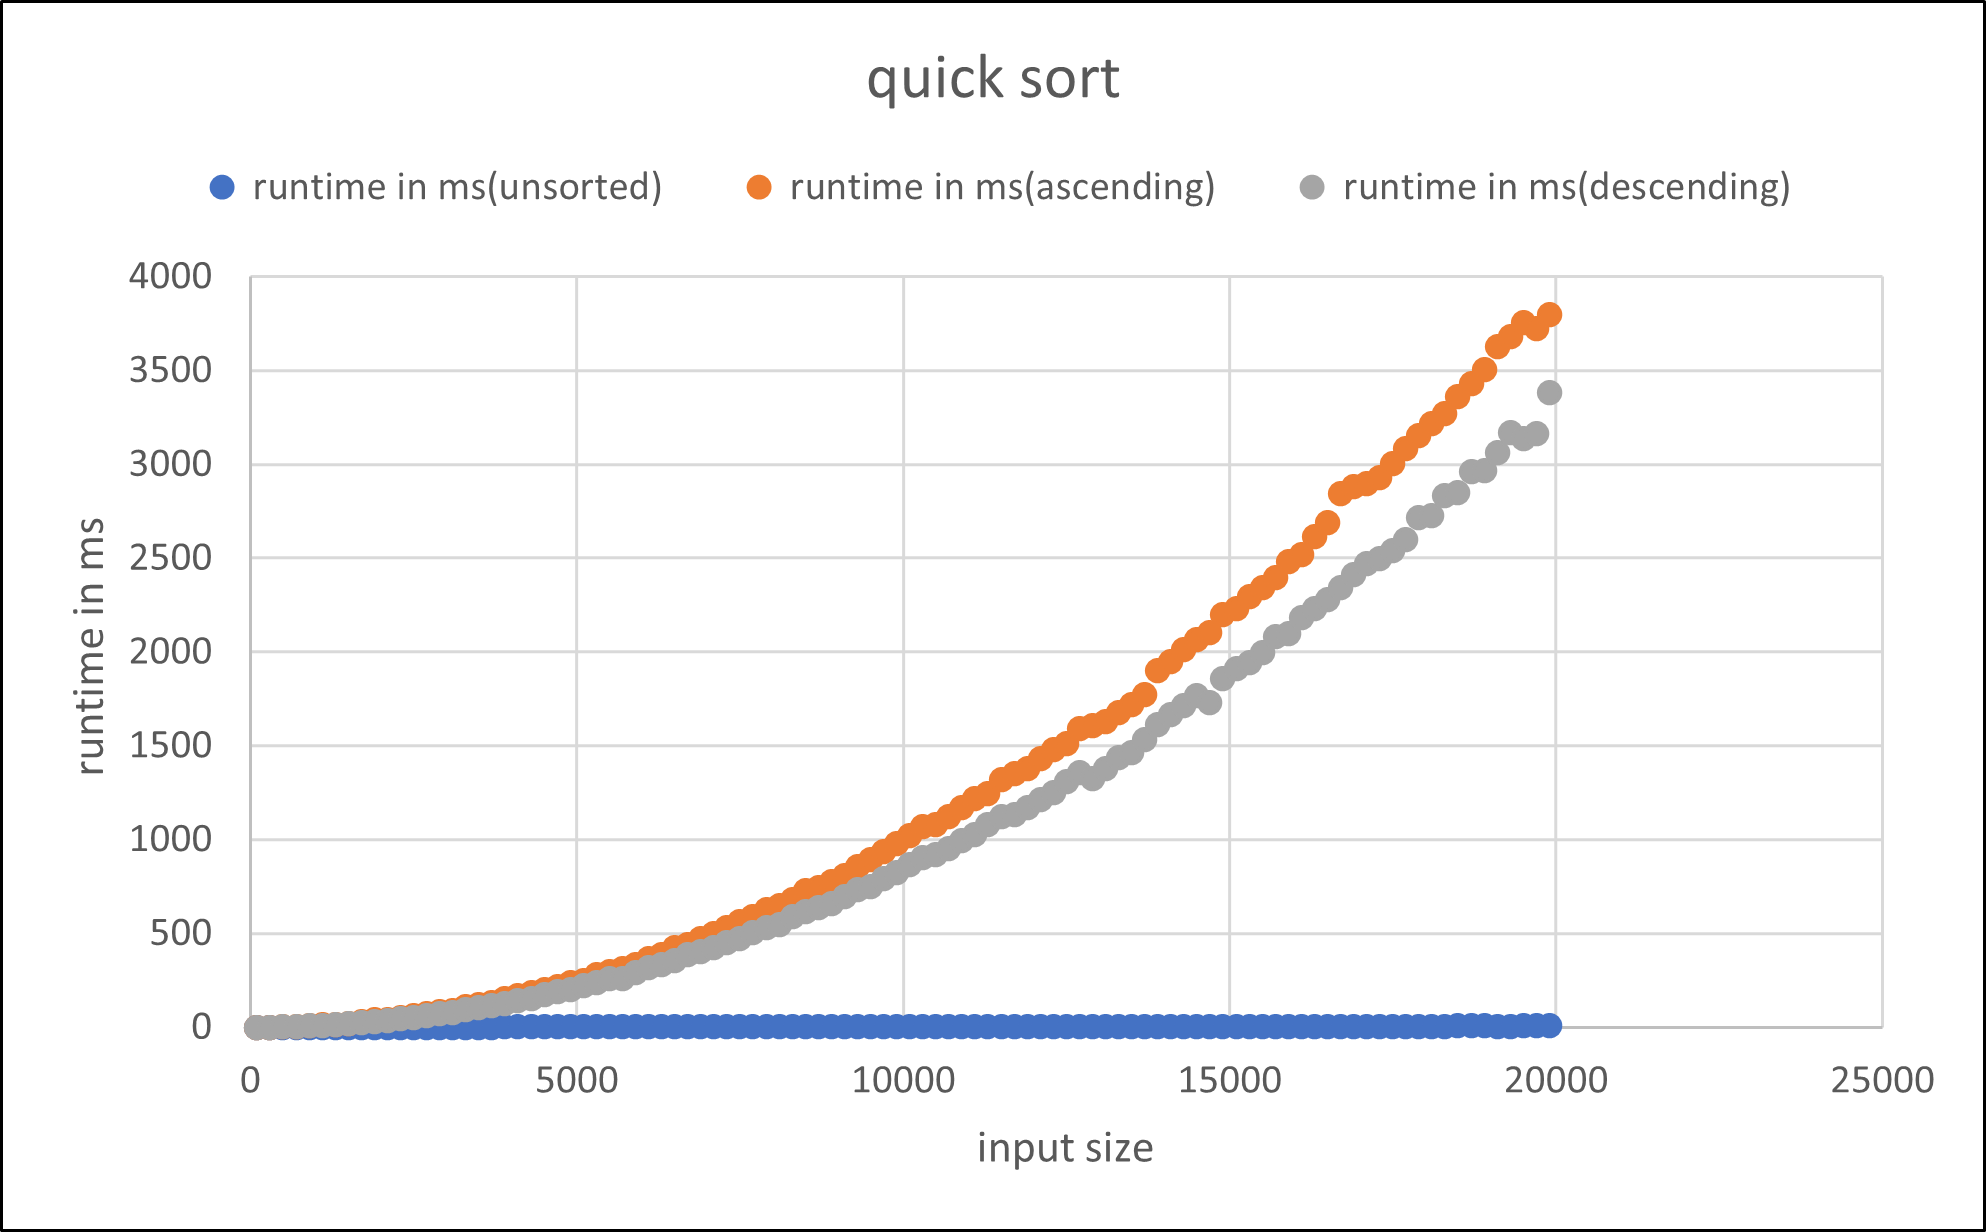 quick sort
runtime in ms(unsorted) runtime in ms(ascending) runtime in ms(descending)
4000
3500
3000
2500
2000
1500
1000
500
0
runtime in ms
0 5000 10000 15000 20000 25000
input size